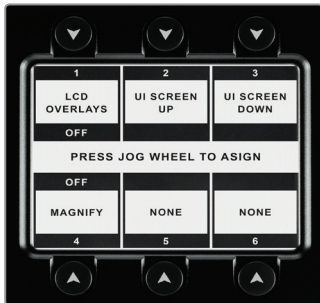 1 2 3
LCD UI SCREEN UI SCREEN
OVERLAYS UP DOWN
OFF
PRESS JOG WHEEL TO ASIGN
OFF
MAGNIFY NONE NONE
4 5 6